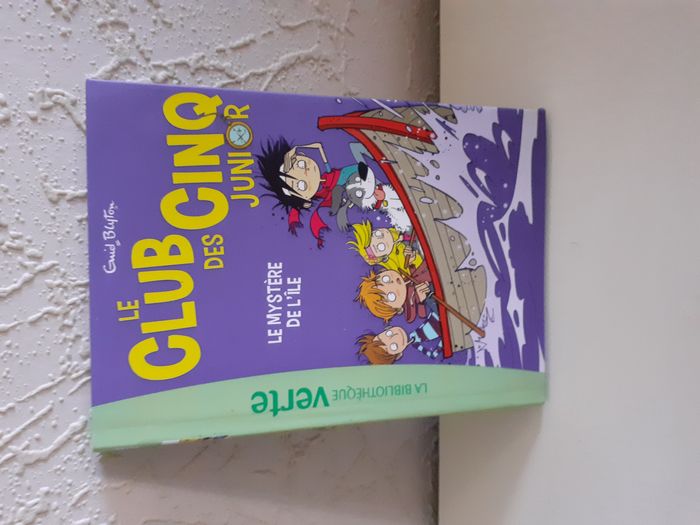 Enid Blyton
LE
CLUB
DES CINQ
JUNIOR
LE MYSTÈRE
DE L'ÎLE
LA BIBLIOTHÈQUE verte